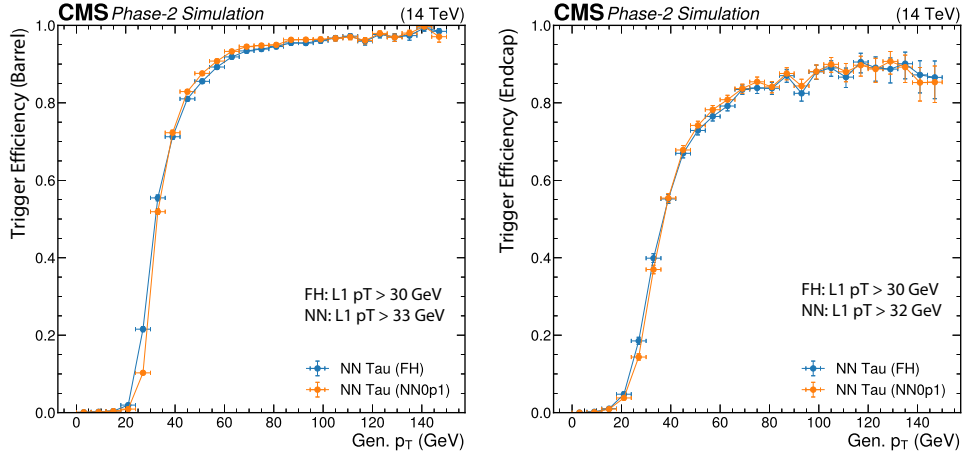 CMS Phase-2 Simulation (14 TeV)
Trigger Efficiency (Barrel)
1.0
0.8
0.6
0.4
0.2
0.0
FH: L1 pT > 30 GeV
NN: L1 pT > 33 GeV
NN Tau (FH)
NN Tau (NN0p1)
0 20 40 60 80 100 120 140
Gen. pT (GeV)
CMS Phase-2 Simulation (14 TeV)
Trigger Efficiency (Endcap)
1.0
0.8
0.6
0.4
0.2
0.0
FH: L1 pT > 30 GeV
NN: L1 pT > 32 GeV
NN Tau (FH)
NN Tau (NN0p1)
0 20 40 60 80 100 120 140
Gen. pT (GeV)